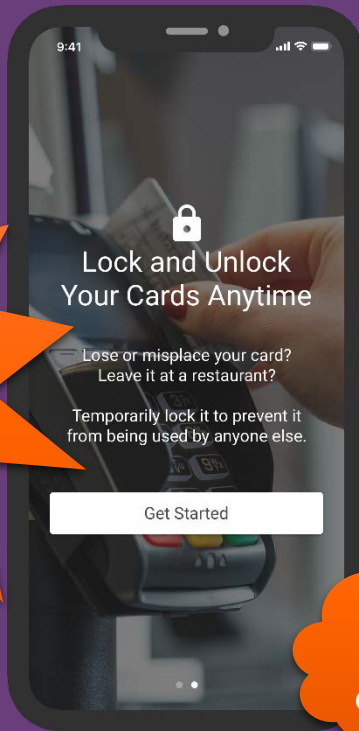 9:41
Lock and Unlock
Your Cards Anytime
Lose or misplace your card?
Leave it at a restaurant?
Temporarily lock it to prevent it
from being used by anyone else.
Get Started